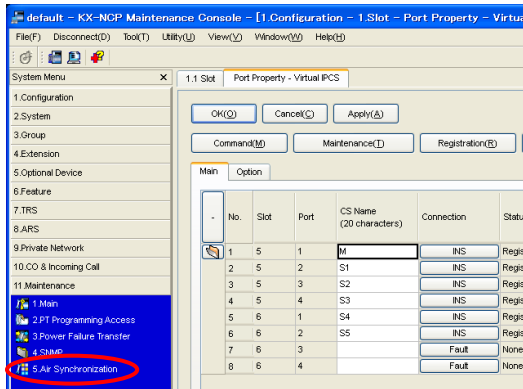 default - KX-NCP Maintenance Console - [1.Configuration - 1.Slot - Port Property - Virtua
File(F) Disconnect(D) Tool(T) Utility(U) View(V) Window(W) Help(H)
System Menu X
1.Configuration
2.System
3.Group
4.Extension
5.Optional Device
6.Feature
7.TRS
8.ARS
9.Private Network
10.CO & Incoming Call
11.Maintenance
1.Main
2.PT Programming Access
3.Power Failure Transfer
4.SNMP
5.Air Synchronization
1.1 Slot Port Property - Virtual IPCS
OK(O) Cancel(C) Apply(A)
Command(M) Maintenance(T) Registration(R)
Main Option
- No. Slot Port CS Name (20 characters) Connection Statu
1 5 1 M INS Regis
2 5 2 S1 INS Regis
3 5 3 S2 INS Regis
4 5 4 S3 INS Regis
5 6 1 S4 INS Regis
6 6 2 S5 INS Regis
7 6 3 Fault None
8 6 4 Fault None